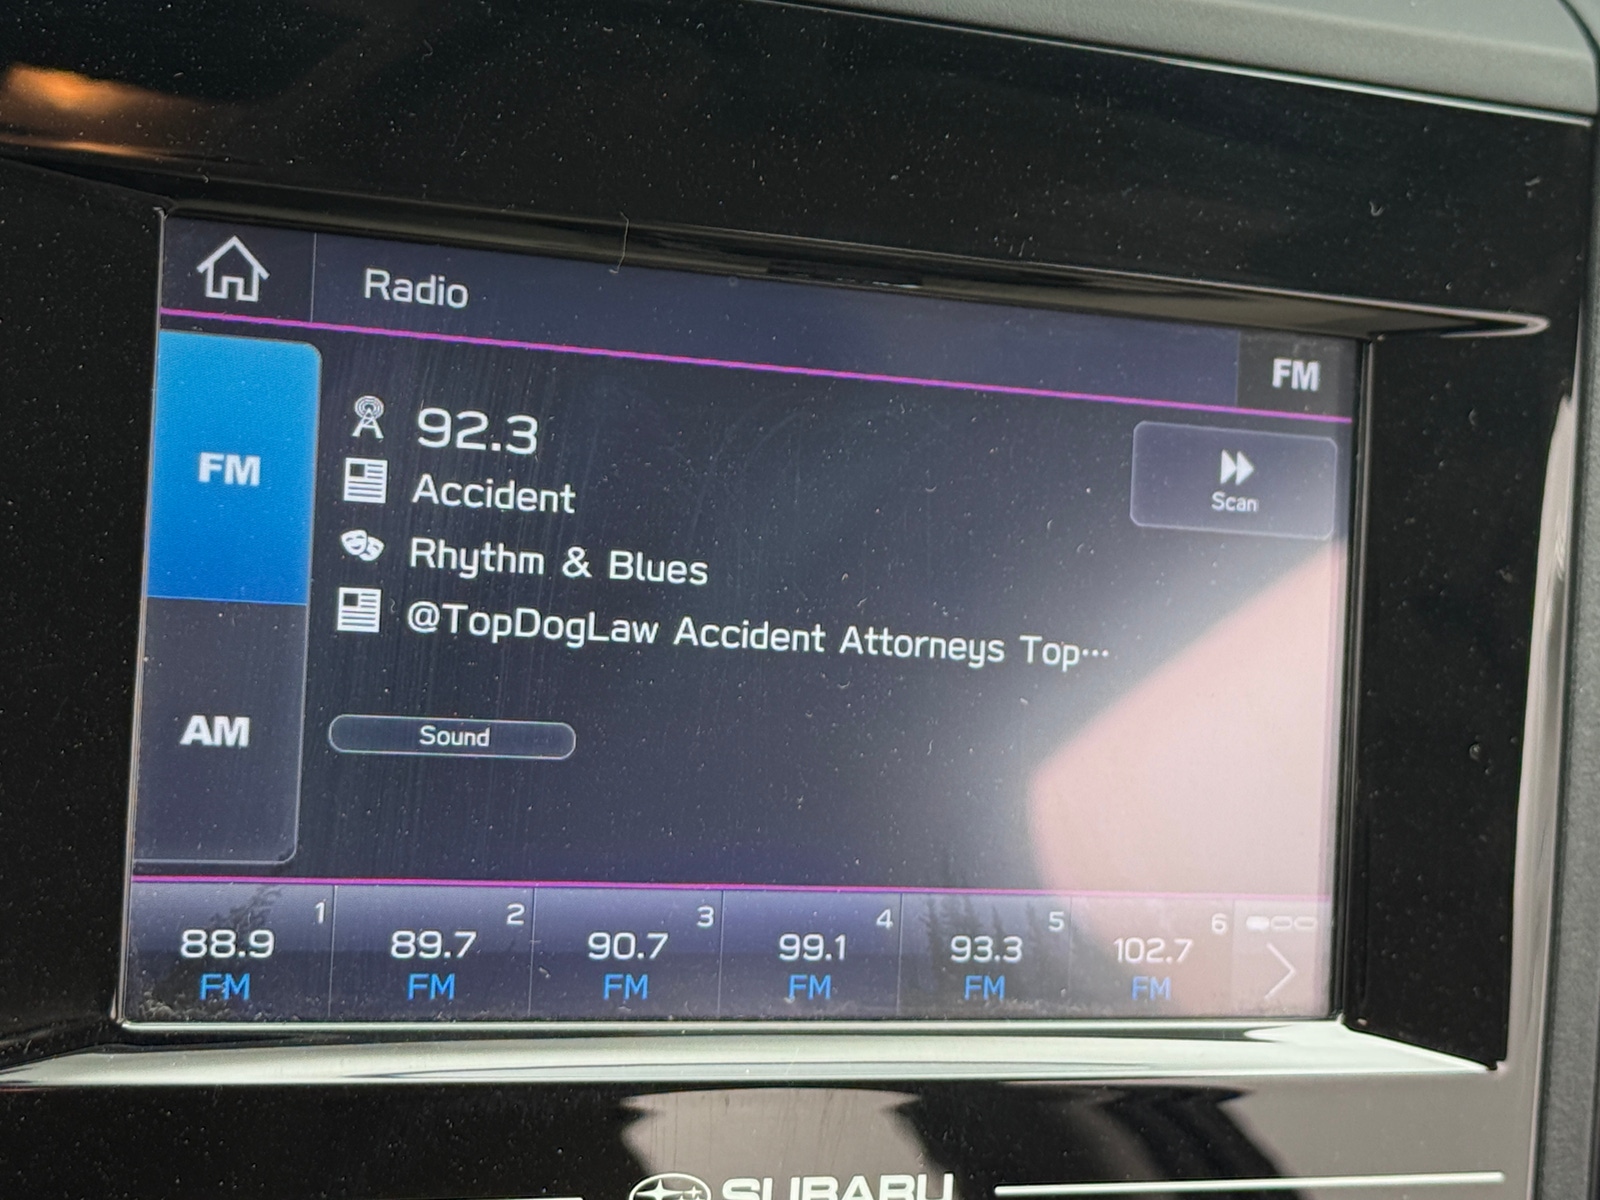 Radio
FM
FM
92.3
Scan
Accident
Rhythm & Blues
@TopDogLaw Accident Attorneys Top…
AM
Sound
1 2 3 4 5 6
88.9 89.7 90.7 99.1 93.3 102.7
FM FM FM FM FM FM
SUBARU